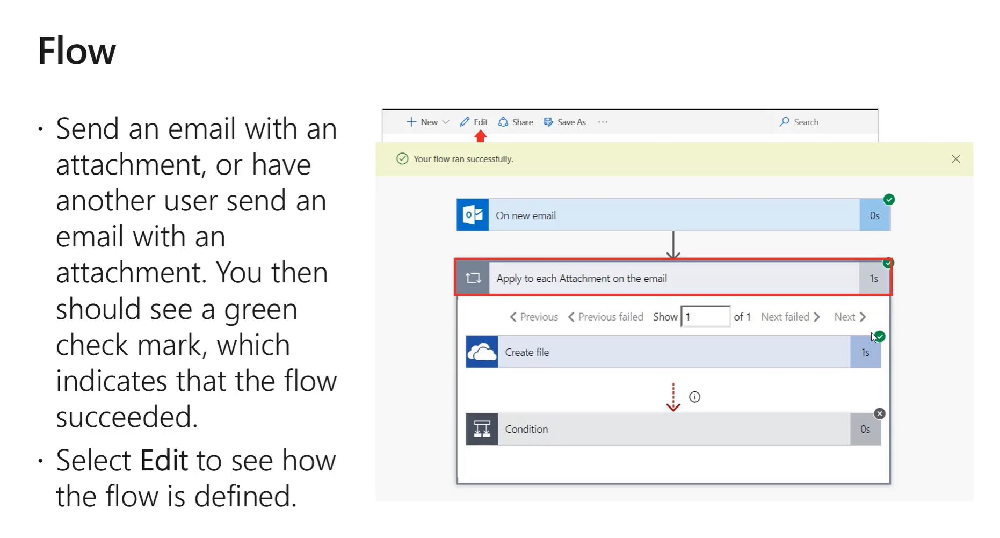 Flow
· Send an email with an
attachment, or have
another user send an
email with an
attachment. You then
should see a green
check mark, which
indicates that the flow
succeeded.
· Select Edit to see how
the flow is defined.
New Edit Share Save As ··· Search
Your flow ran successfully.
On new email 0s
Apply to each Attachment on the email 1s
Previous Previous failed Show 1 of 1 Next failed Next
Create file 1s
Condition 0s